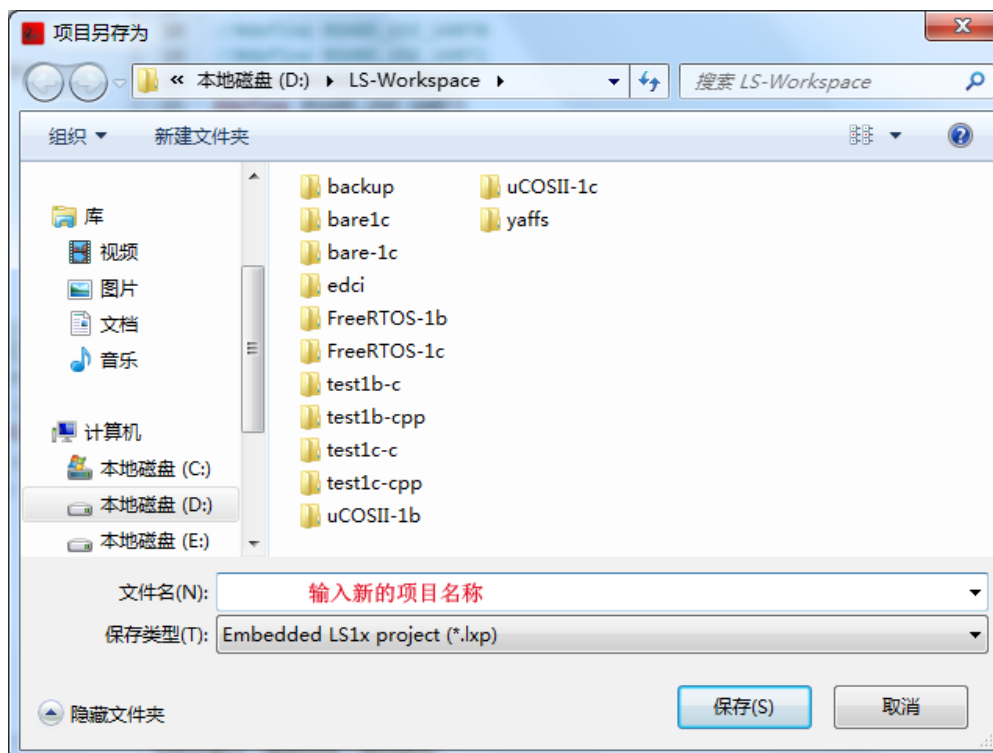 项目另存为
« 本地磁盘 (D:) LS-Workspace
搜索 LS-Workspace
组织
新建文件夹
库
视频
图片
文档
音乐
计算机
本地磁盘 (C:)
本地磁盘 (D:)
本地磁盘 (E:)
backup
bare1c
bare-1c
edci
FreeRTOS-1b
FreeRTOS-1c
test1b-c
test1b-cpp
test1c-c
test1c-cpp
uCOSII-1b
uCOSII-1c
yaffs
文件名(N): 输入新的项目名称
保存类型(T): Embedded LS1x project (*.lxp)
隐藏文件夹
保存(S)
取消